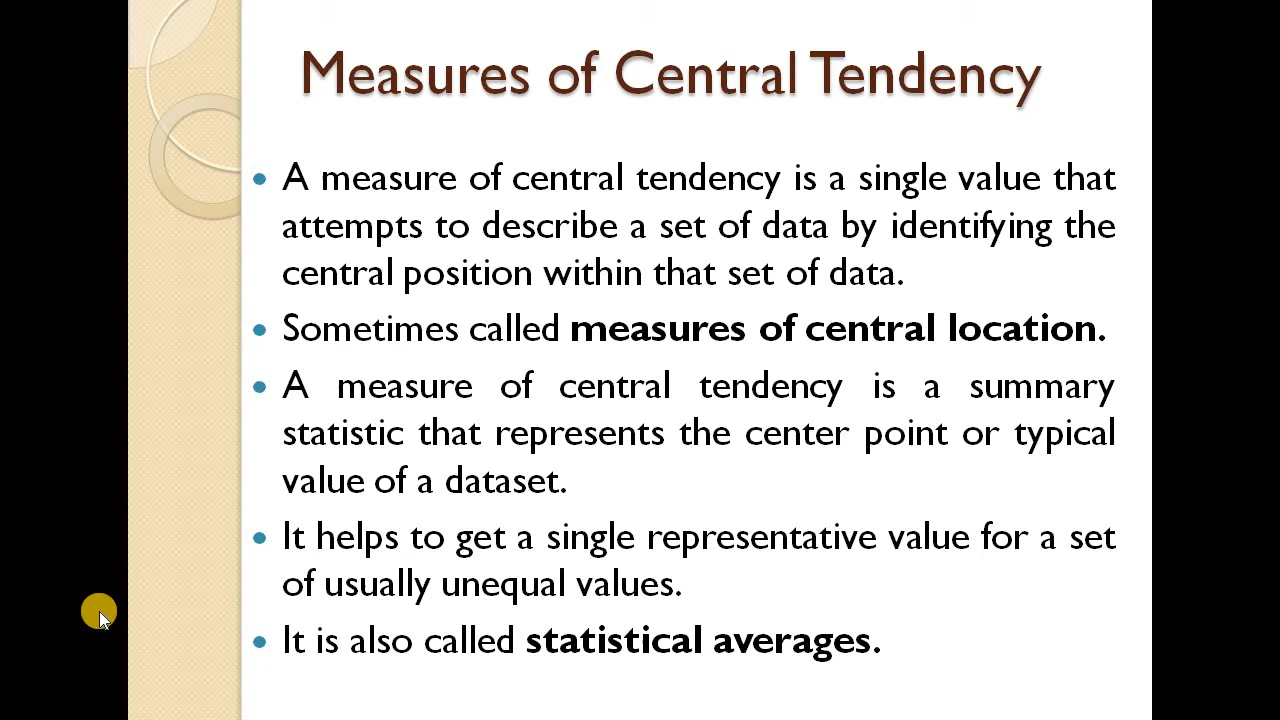 Measures of Central Tendency
• A measure of central tendency is a single value that
attempts to describe a set of data by identifying the
central position within that set of data.
• Sometimes called measures of central location.
• A measure of central tendency is a summary
statistic that represents the center point or typical
value of a dataset.
• It helps to get a single representative value for a set
of usually unequal values.
• It is also called statistical averages.